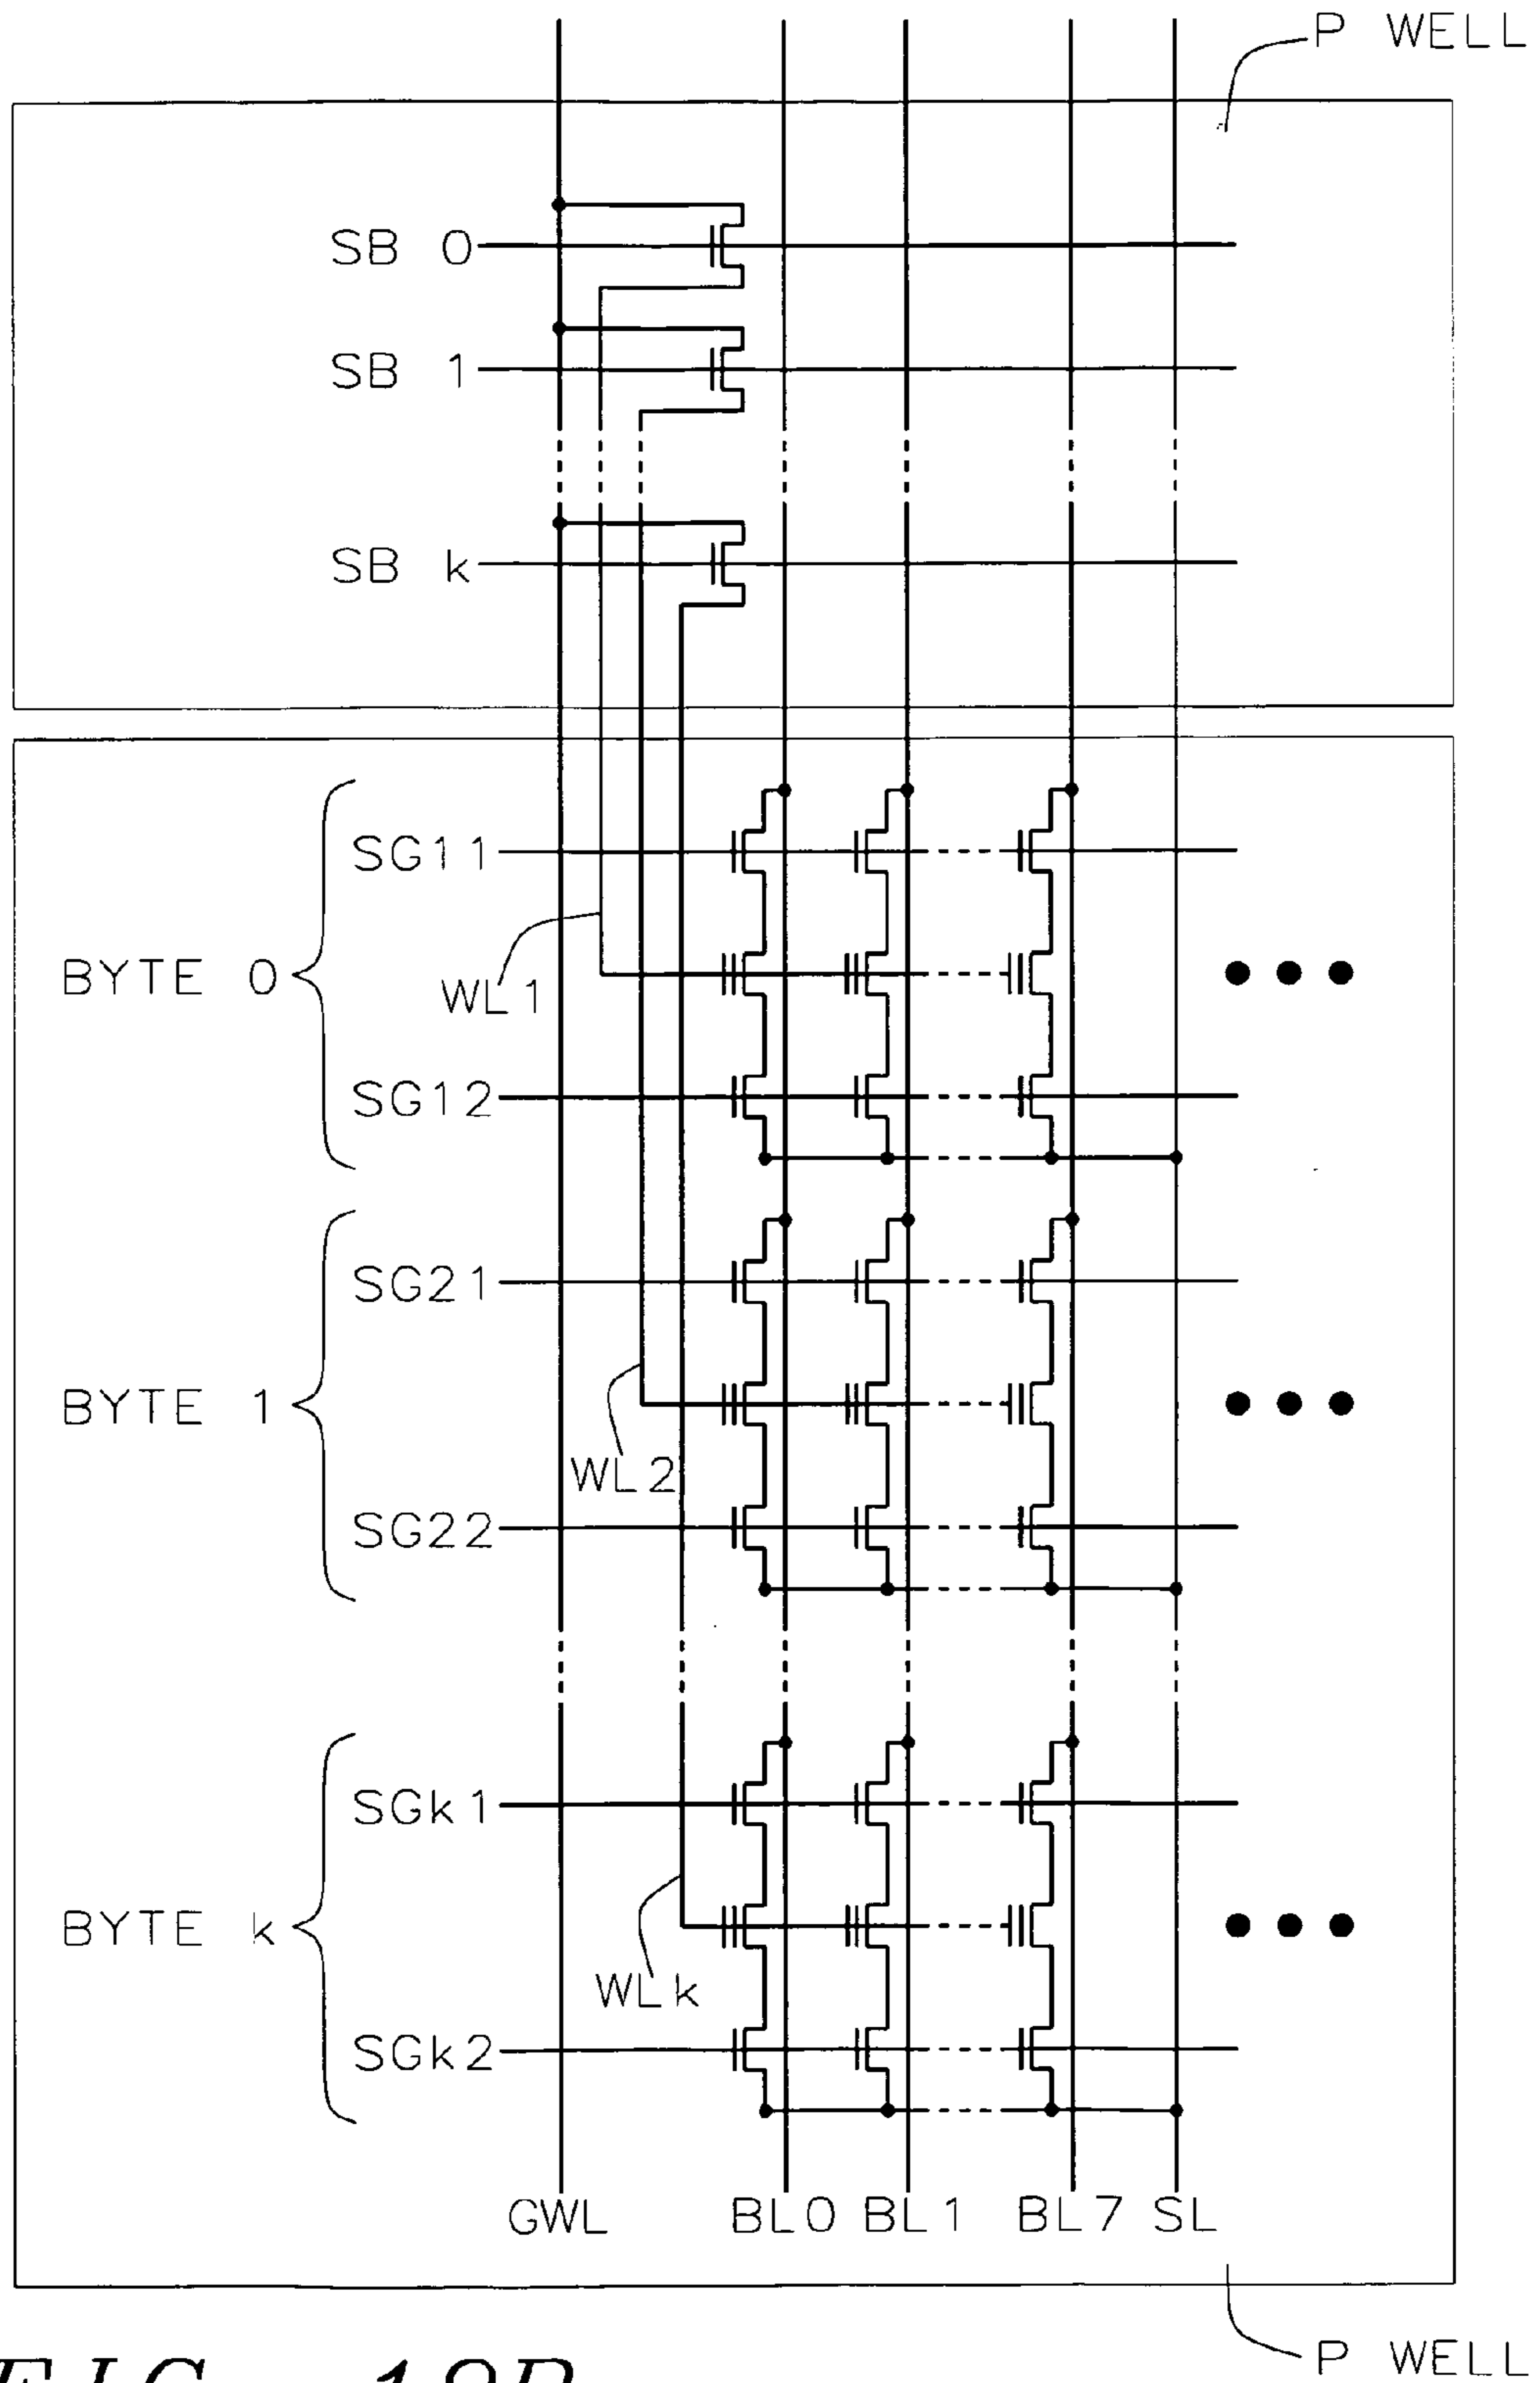 P WELL
SB 0
SB 1
SB k
SG11
BYTE 0
WL1
SG12
SG21
BYTE 1
WL2
SG22
SGk1
BYTE k
WLk
SGk2
GWL BL0 BL1 BL7 SL
P WELL